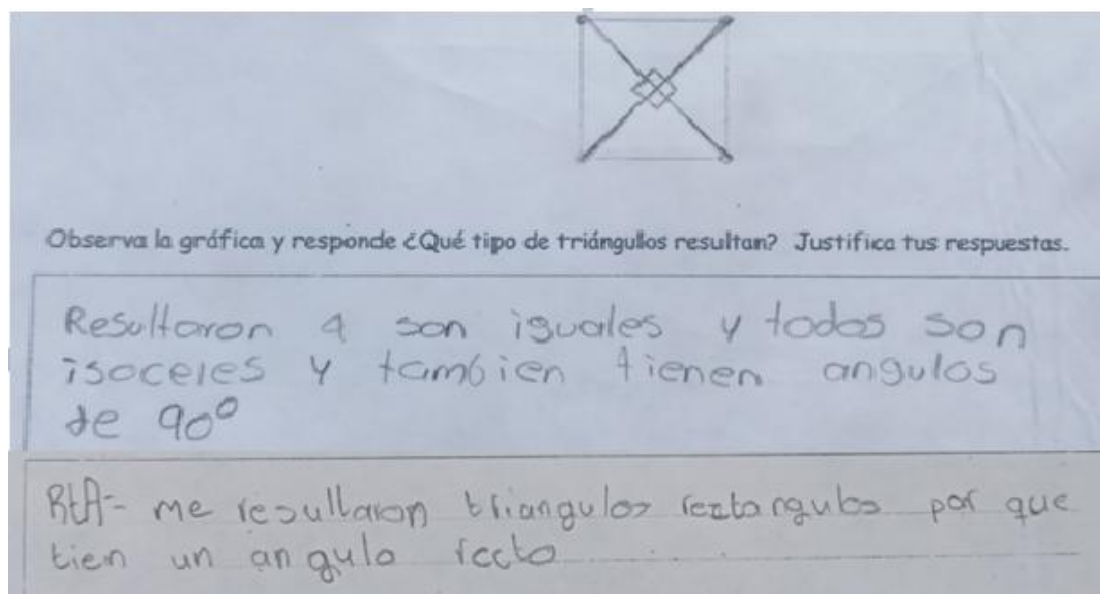 Observa la gráfica y responde ¿Qué tipo de triángulos resultan? Justifica tus respuestas.
Resultaron 4 son iguales y todos son
isoceles y tambien tienen angulos
de 90°
RtA- me resultaron triangulos rectangulos por que
tien un angulo recto